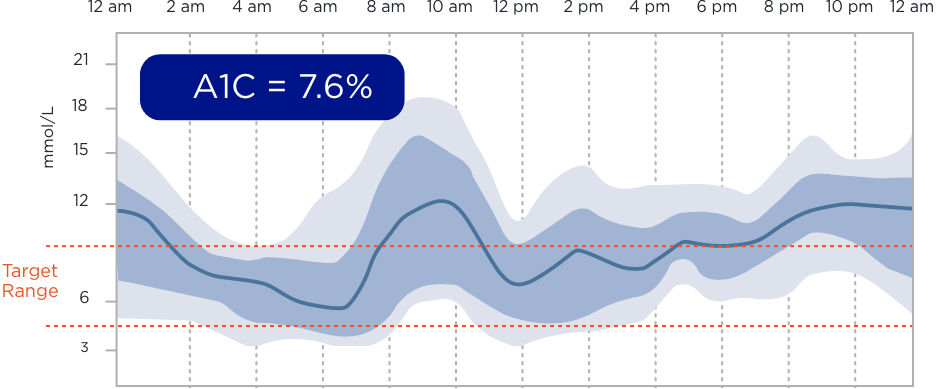 12 am 2 am 4 am 6 am 8 am 10 am 12 pm 2 pm 4 pm 6 pm 8 pm 10 pm 12 am
21
A1C = 7.6%
18
mmol/L
15
12
Target
Range
6
3